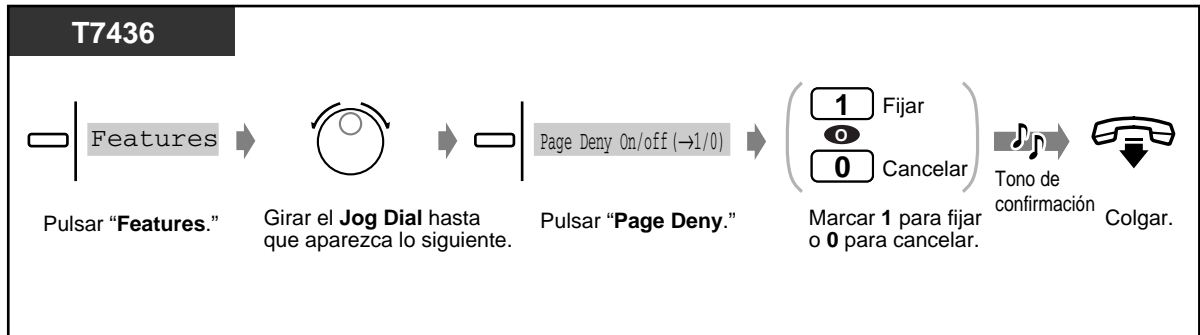 T7436
Features
Page Deny On/off (→1/0)
1 Fijar
o
0 Cancelar
Pulsar “Features.”
Girar el Jog Dial hasta
que aparezca lo siguiente.
Pulsar “Page Deny.”
Marcar 1 para fijar
o 0 para cancelar.
Tono de
confirmación
Colgar.